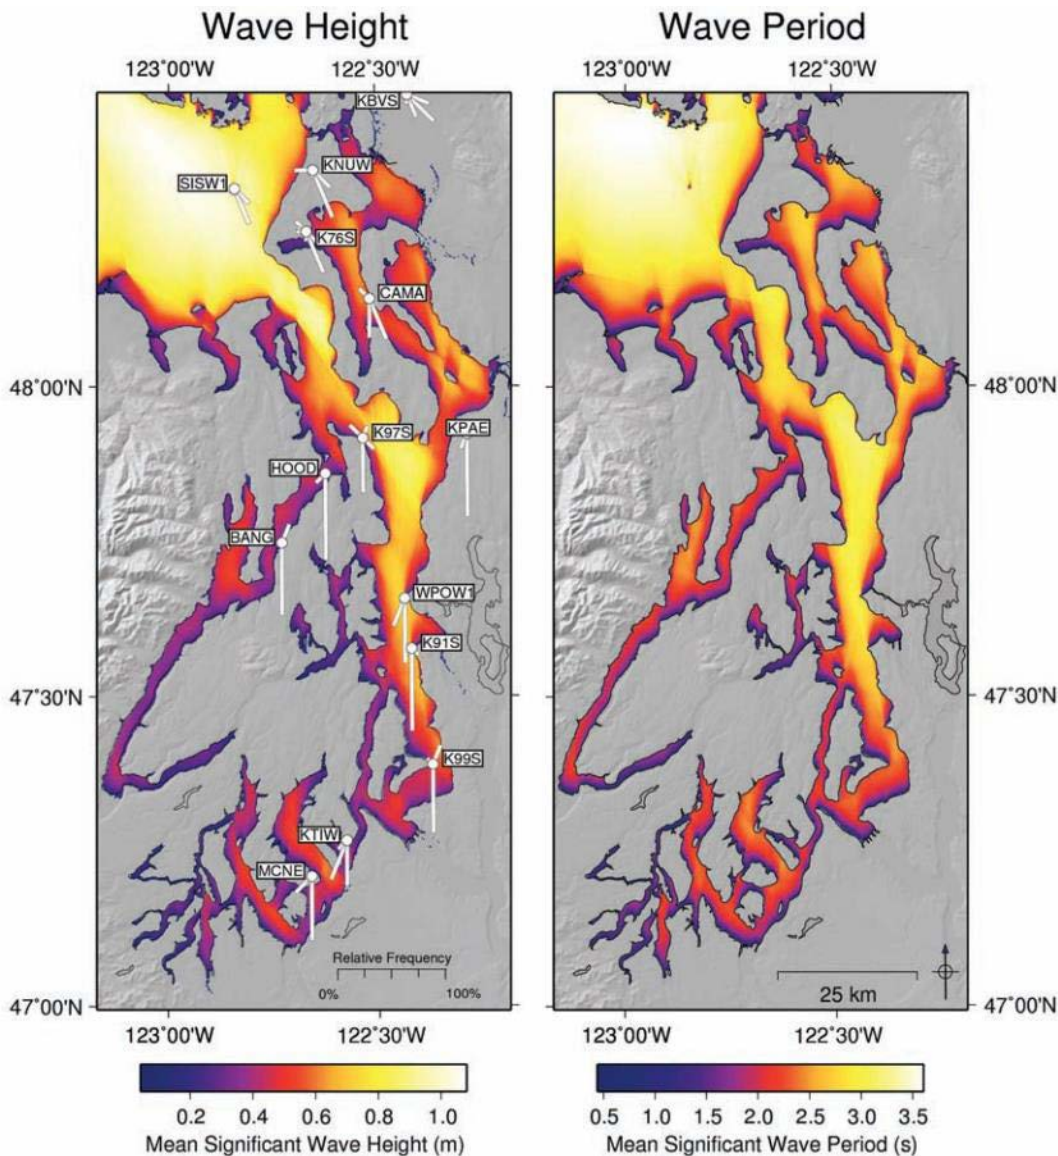 Wave Height
Wave Period
123°00'W
122°30'W
123°00'W
122°30'W
KBVS
KNUW
SISW1
K76S
CAMA
48°00'N
48°00'N
K97S
KPAE
HOOD
BANG
WPOW1
K91S
47°30'N
47°30'N
K99S
KTIW
MCNE
Relative Frequency
0%
100%
25 km
47°00'N
47°00'N
123°00'W
122°30'W
123°00'W
122°30'W
0.2 0.4 0.6 0.8 1.0
0.5 1.0 1.5 2.0 2.5 3.0 3.5
Mean Significant Wave Height (m)
Mean Significant Wave Period (s)